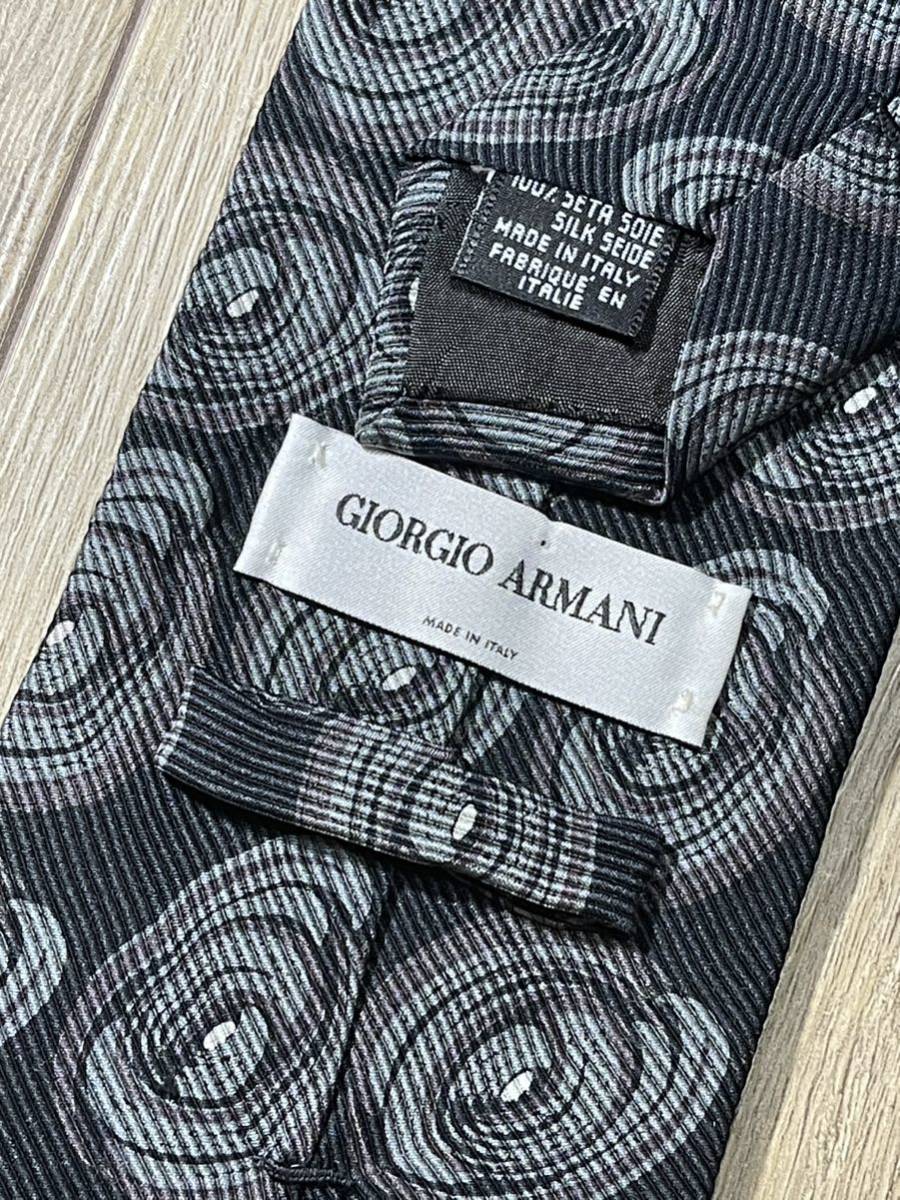 100% SETA SOIE
SILK SEIDE
MADE IN ITALY
FABRIQUE EN
ITALIE
GIORGIO ARMANI
MADE IN ITALY